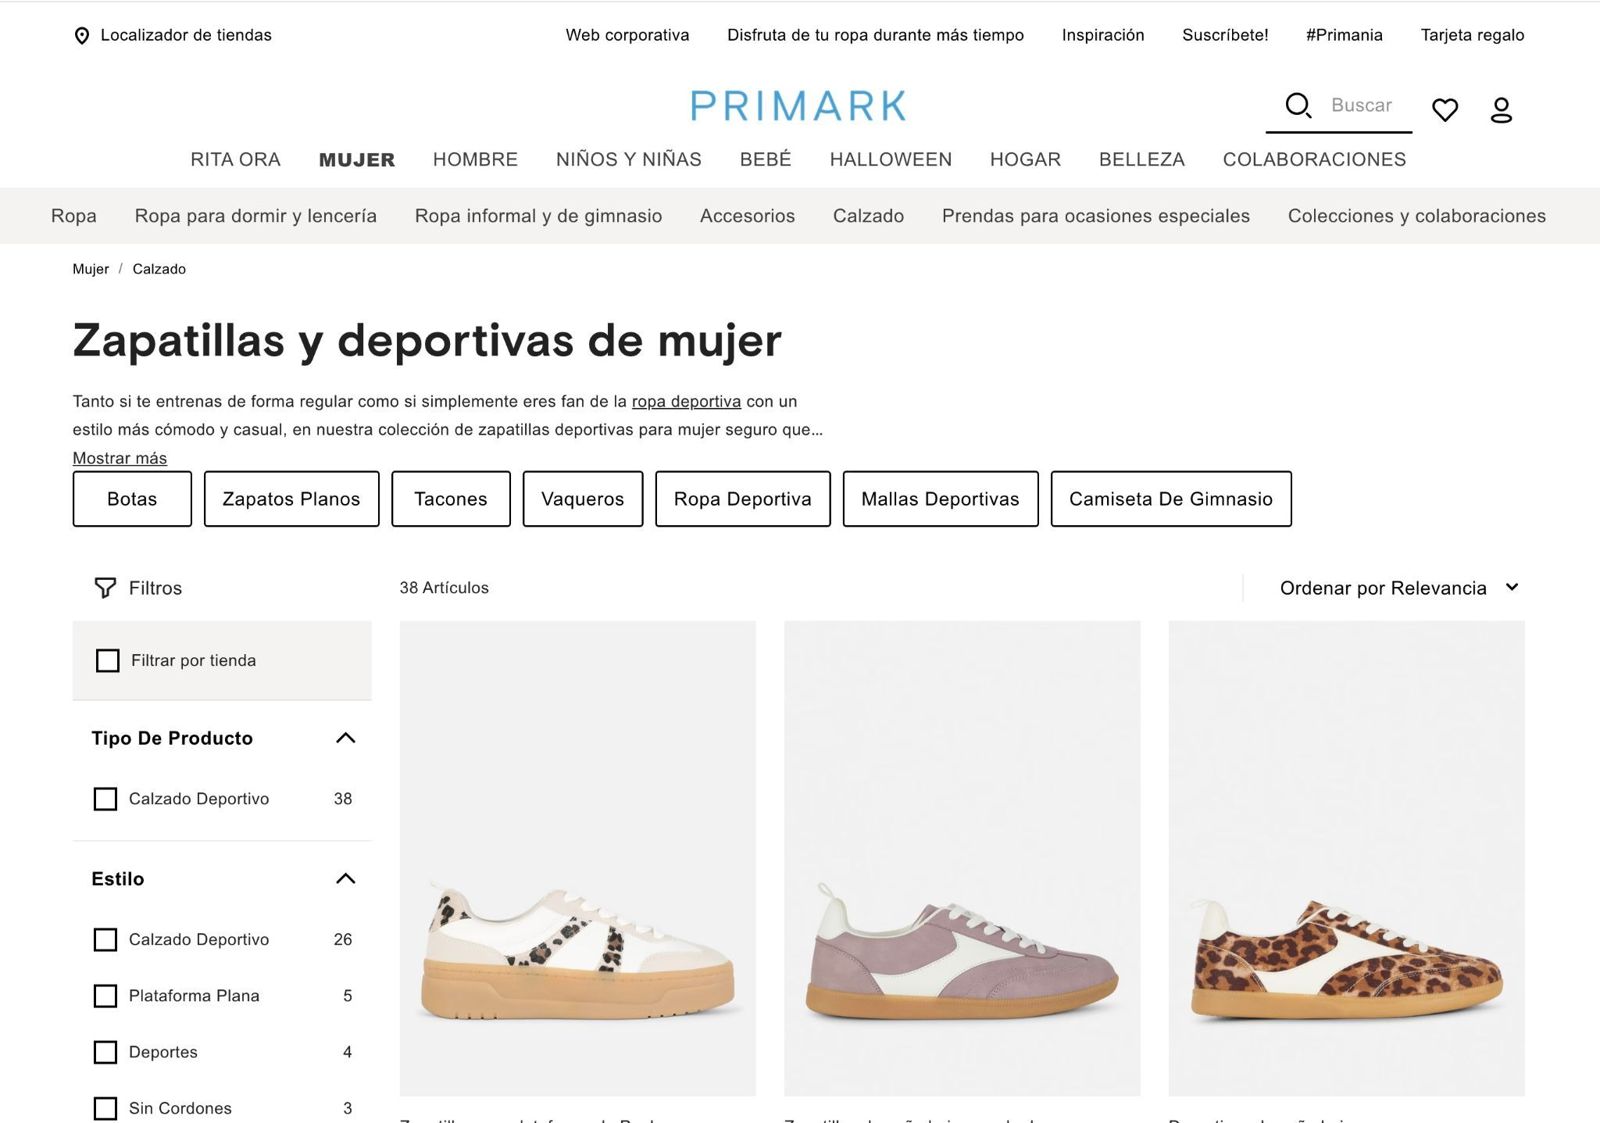 Localizador de tiendas
Web corporativa
Disfruta de tu ropa durante más tiempo
Inspiración
Suscríbete!
#Primania
Tarjeta regalo
PRIMARK
Buscar
RITA ORA
MUJER
HOMBRE
NIÑOS Y NIÑAS
BEBÉ
HALLOWEEN
HOGAR
BELLEZA
COLABORACIONES
Ropa
Ropa para dormir y lencería
Ropa informal y de gimnasio
Accesorios
Calzado
Prendas para ocasiones especiales
Colecciones y colaboraciones
Mujer / Calzado
Zapatillas y deportivas de mujer
Tanto si te entrenas de forma regular como si simplemente eres fan de la ropa deportiva con un
estilo más cómodo y casual, en nuestra colección de zapatillas deportivas para mujer seguro que...
Mostrar más
Botas
Zapatos Planos
Tacones
Vaqueros
Ropa Deportiva
Mallas Deportivas
Camiseta De Gimnasio
Filtros
38 Artículos
Ordenar por Relevancia
Filtrar por tienda
Tipo De Producto
Calzado Deportivo 38
Estilo
Calzado Deportivo 26
Plataforma Plana 5
Deportes 4
Sin Cordones 3